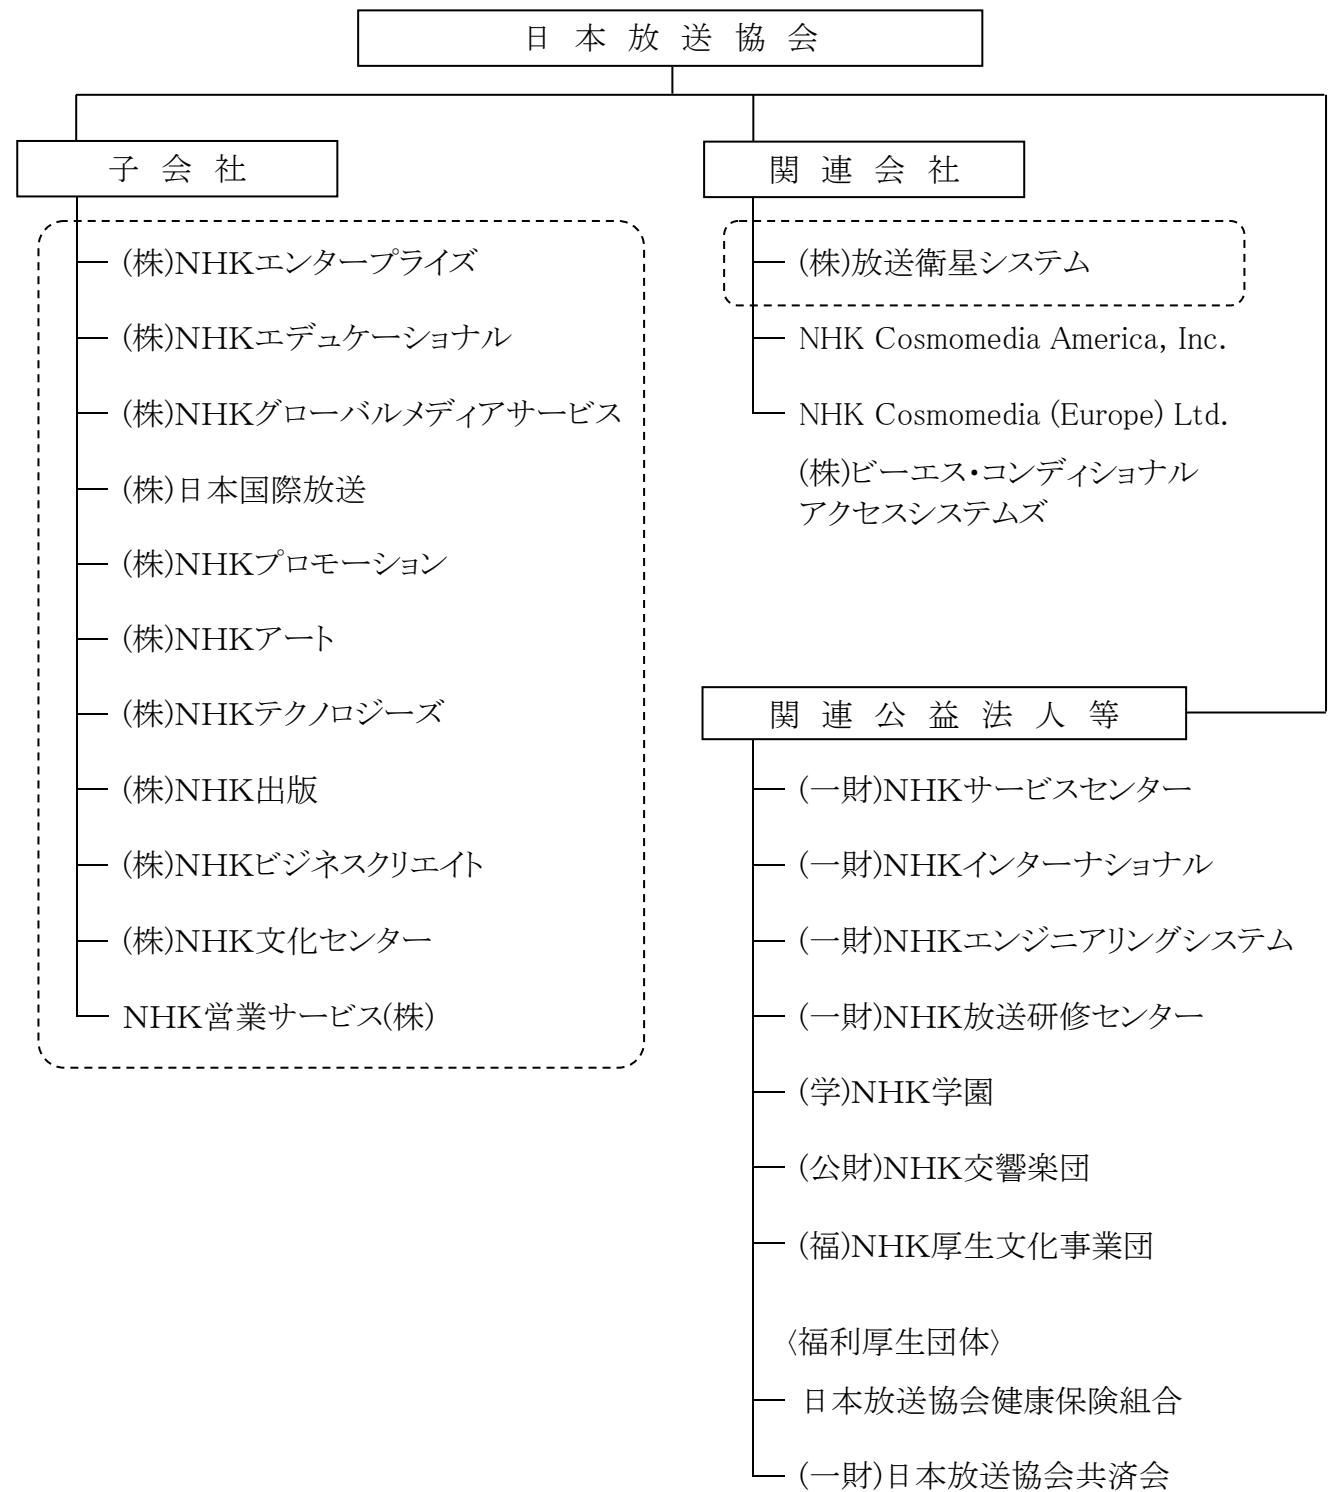 日本放送協会
子会社
(株)NHKエンタープライズ
(株)NHKエデュケーショナル
(株)NHKグローバルメディアサービス
(株)日本国際放送
(株)NHKプロモーション
(株)NHKアート
(株)NHKテクノロジーズ
(株)NHK出版
(株)NHKビジネスクリエイト
(株)NHK文化センター
NHK営業サービス(株)
関連会社
(株)放送衛星システム
NHK Cosmomedia America, Inc.
NHK Cosmomedia (Europe) Ltd.
(株)ビーエス・コンディショナル
アクセスシステムズ
関連公益法人等
(一財)NHKサービスセンター
(一財)NHKインターナショナル
(一財)NHKエンジニアリングシステム
(一財)NHK放送研修センター
(学)NHK学園
(公財)NHK交響楽団
(福)NHK厚生文化事業団
〈福利厚生団体〉
日本放送協会健康保険組合
(一財)日本放送協会共済会